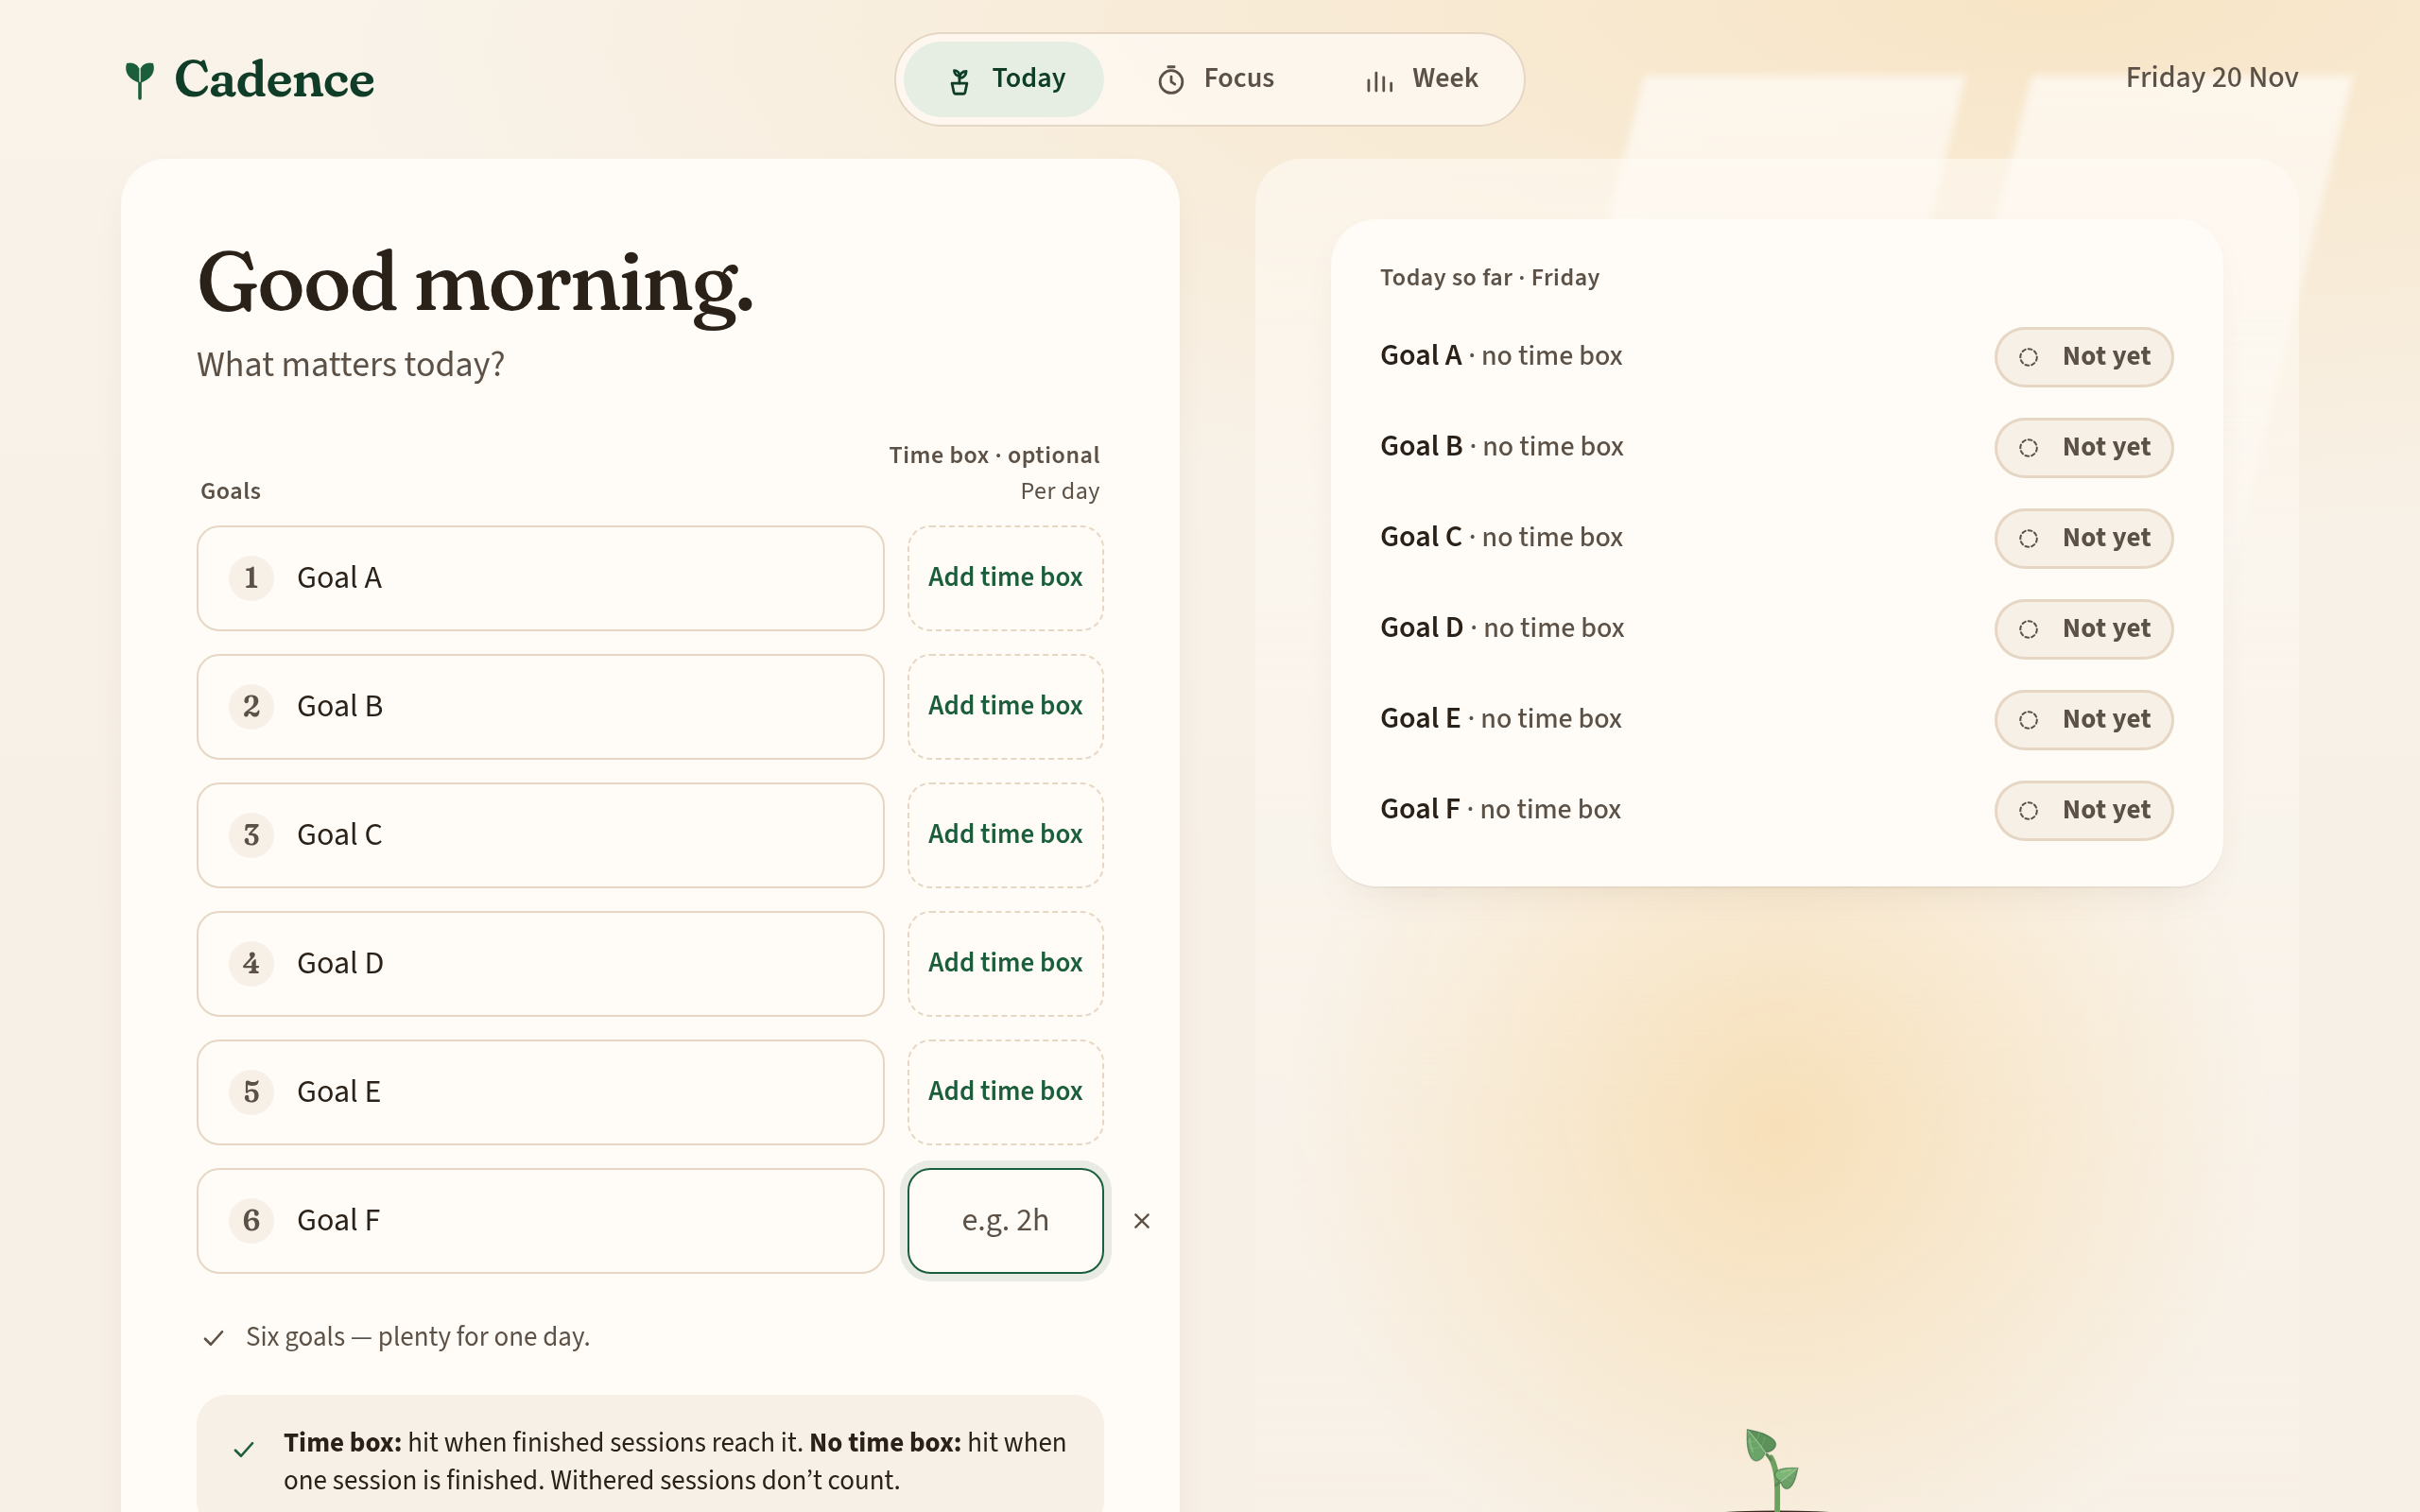 Cadence
Today
Focus
Week
Friday 20 Nov
Good morning.
What matters today?
Goals
Time box · optional
Per day
1 Goal A
Add time box
2 Goal B
Add time box
3 Goal C
Add time box
4 Goal D
Add time box
5 Goal E
Add time box
6 Goal F
e.g. 2h
Six goals — plenty for one day.
Time box: hit when finished sessions reach it. No time box: hit when
one session is finished. Withered sessions don’t count.
Today so far · Friday
Goal A · no time box
Not yet
Goal B · no time box
Not yet
Goal C · no time box
Not yet
Goal D · no time box
Not yet
Goal E · no time box
Not yet
Goal F · no time box
Not yet